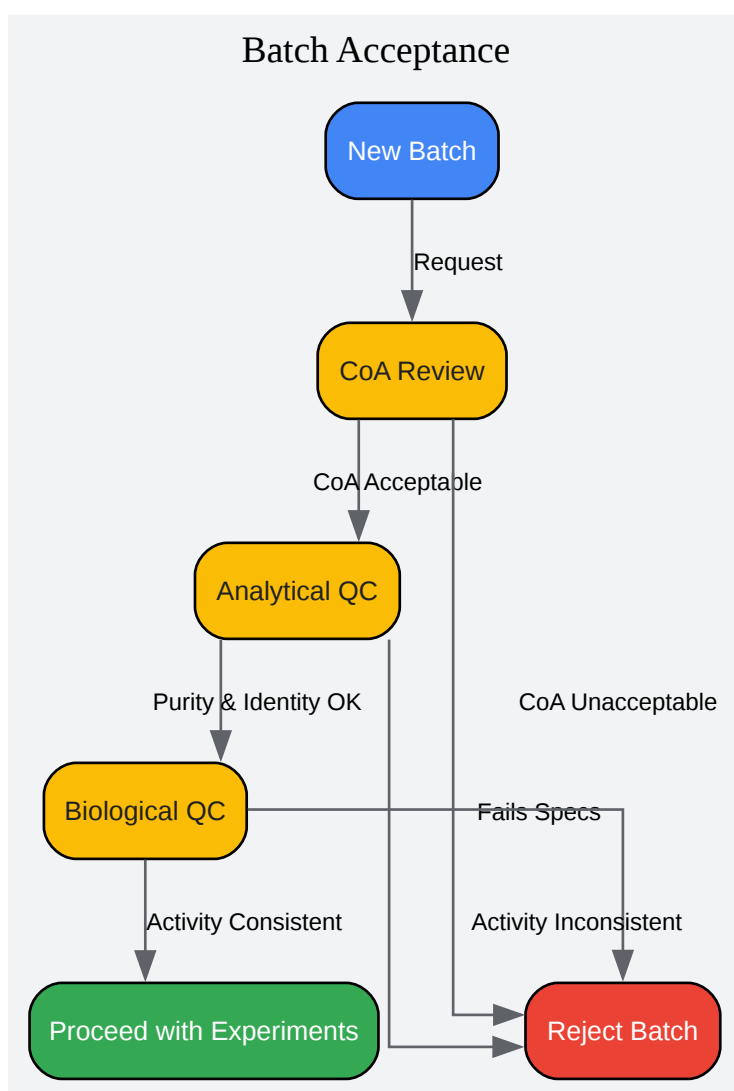 Batch Acceptance
New Batch
Request
CoA Review
CoA Acceptable
Analytical QC
Purity & Identity OK
CoA Unacceptable
Biological QC
Fails Specs
Activity Consistent
Activity Inconsistent
Proceed with Experiments
Reject Batch